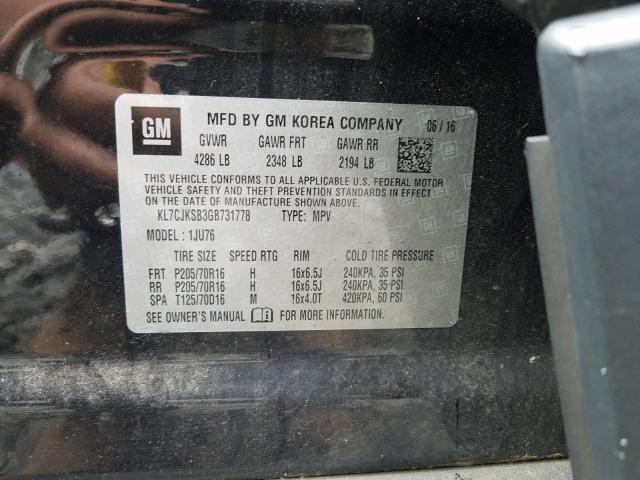 GM MFD BY GM KOREA COMPANY 06/16
GVWR GAWR FRT GAWR RR
4286 LB 2348 LB 2194 LB
THIS VEHICLE CONFORMS TO ALL APPLICABLE U.S. FEDERAL MOTOR
VEHICLE SAFETY AND THEFT PREVENTION STANDARDS IN EFFECT
ON THE DATE OF MANUFACTURE SHOWN ABOVE.
KL7CJKSB3GB731778 TYPE: MPV
MODEL: 1JU76
TIRE SIZE SPEED RTG RIM COLD TIRE PRESSURE
FRT P205/70R16 H 16x6.5J 240KPA, 35 PSI
RR P205/70R16 H 16x6.5J 240KPA, 35 PSI
SPA T125/70D16 M 16x4.0T 420KPA, 60 PSI
SEE OWNER'S MANUAL FOR MORE INFORMATION.